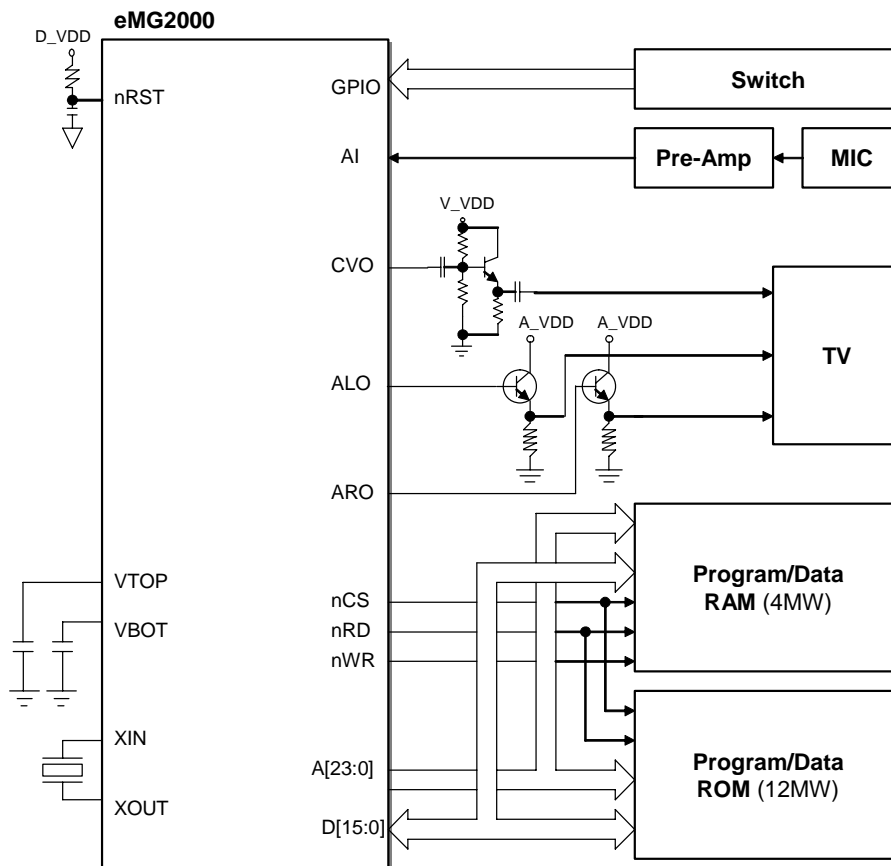 eMG2000
D_VDD
nRST
GPIO
Switch
AI
Pre-Amp
MIC
V_VDD
CVO
A_VDD
A_VDD
TV
ALO
ARO
VTOP
VBOT
nCS
nRD
nWR
Program/Data
RAM (4MW)
XIN
XOUT
A[23:0]
D[15:0]
Program/Data
ROM (12MW)